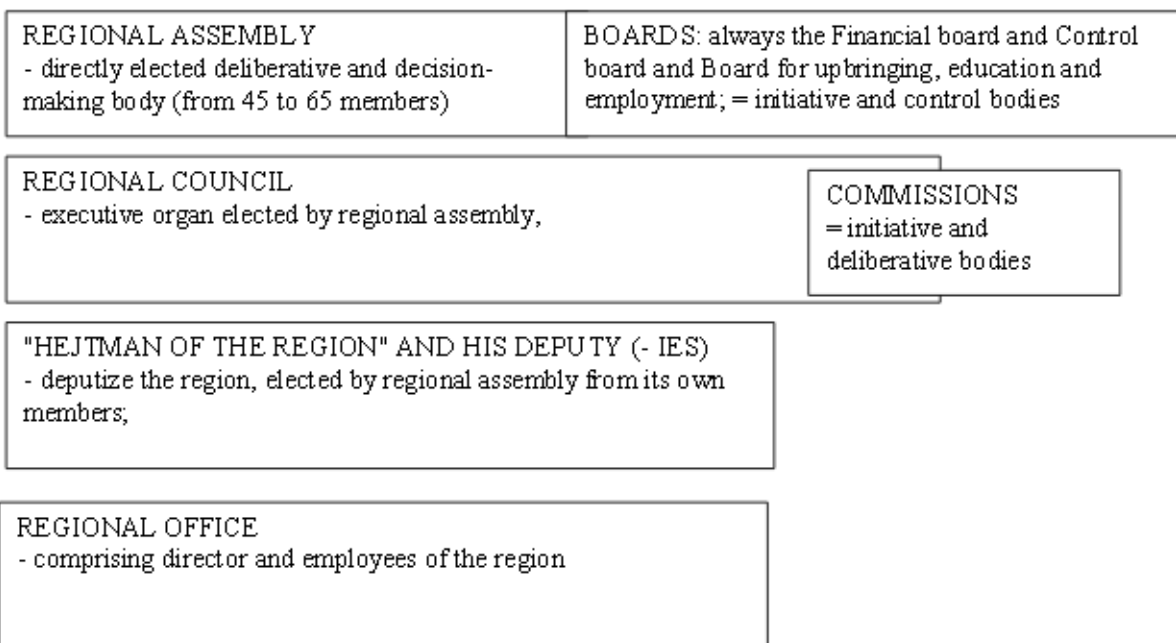 REGIONAL ASSEMBLY
- directly elected deliberative and decision-
making body (from 45 to 65 members)
BOARDS: always the Financial board and Control
board and Board for upbringing, education and
employment; = initiative and control bodies
REGIONAL COUNCIL
- executive organ elected by regional assembly,
COMMISSIONS
= initiative and
deliberative bodies
"HEJTMAN OF THE REGION" AND HIS DEPUTY (- IES)
- deputize the region, elected by regional assembly from its own
members;
REGIONAL OFFICE
- comprising director and employees of the region